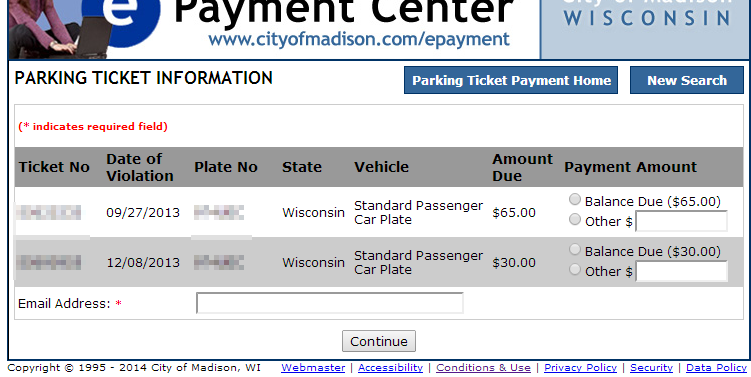 e Payment Center
www.cityofmadison.com/epayment
City of Madison
WISCONSIN
PARKING TICKET INFORMATION
Parking Ticket Payment Home
New Search
(* indicates required field)
Ticket No Date of Violation Plate No State Vehicle Amount Due Payment Amount
09/27/2013 Wisconsin Standard Passenger Car Plate $65.00 Balance Due ($65.00)
Other $
12/08/2013 Wisconsin Standard Passenger Car Plate $30.00 Balance Due ($30.00)
Other $
Email Address: *
Continue
Copyright © 1995 - 2014 City of Madison, WI Webmaster | Accessibility | Conditions & Use | Privacy Policy | Security | Data Policy